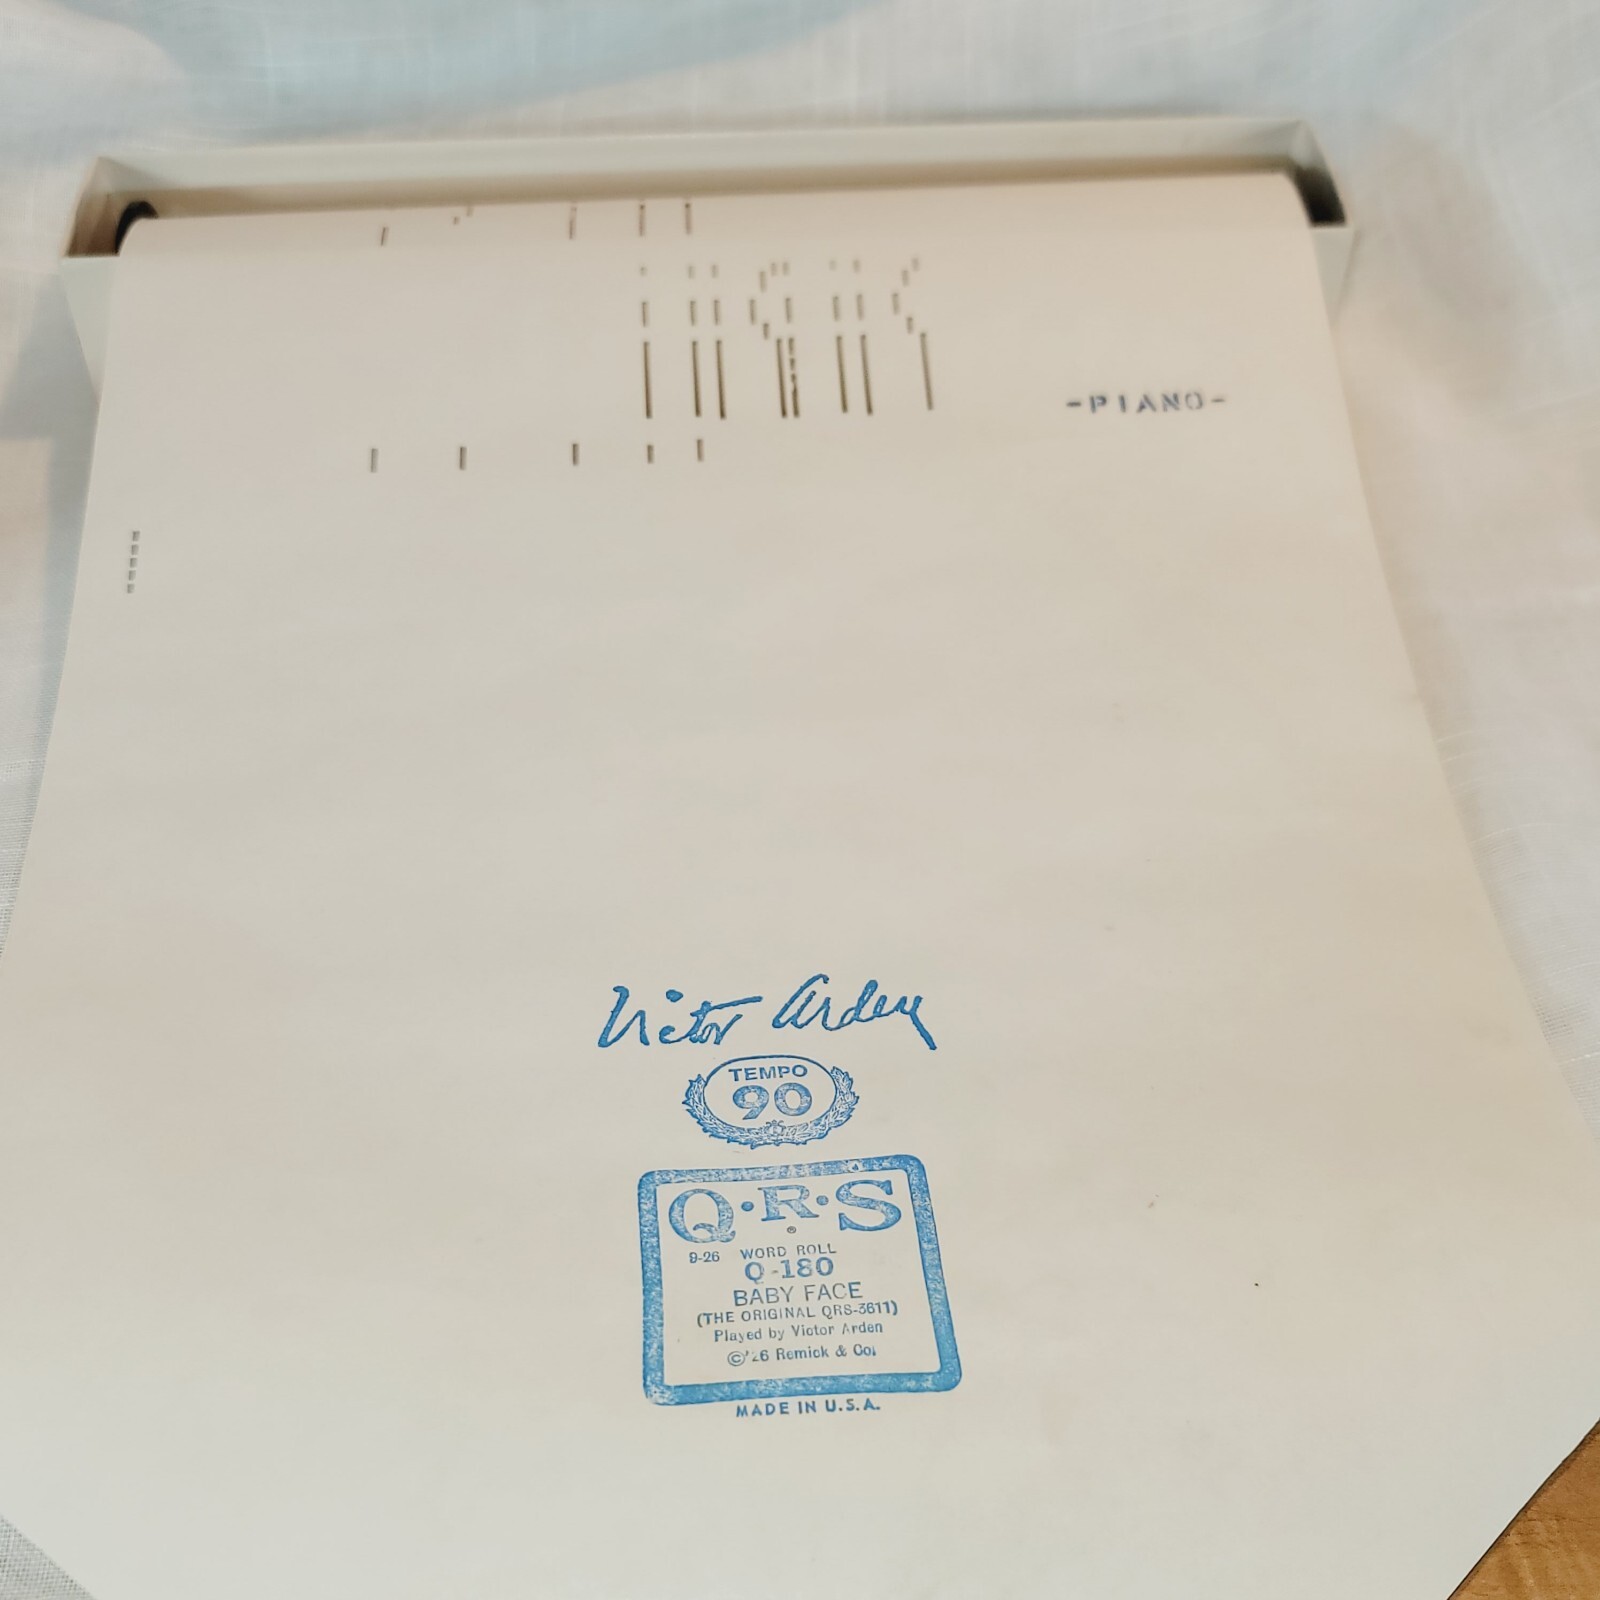 -PIANO-
Victor Arden
TEMPO
90
Q·R·S
®
9-26 WORD ROLL
Q-180
BABY FACE
(THE ORIGINAL QRS-3611)
Played by Victor Arden
©'26 Remick & Co.
MADE IN U.S.A.